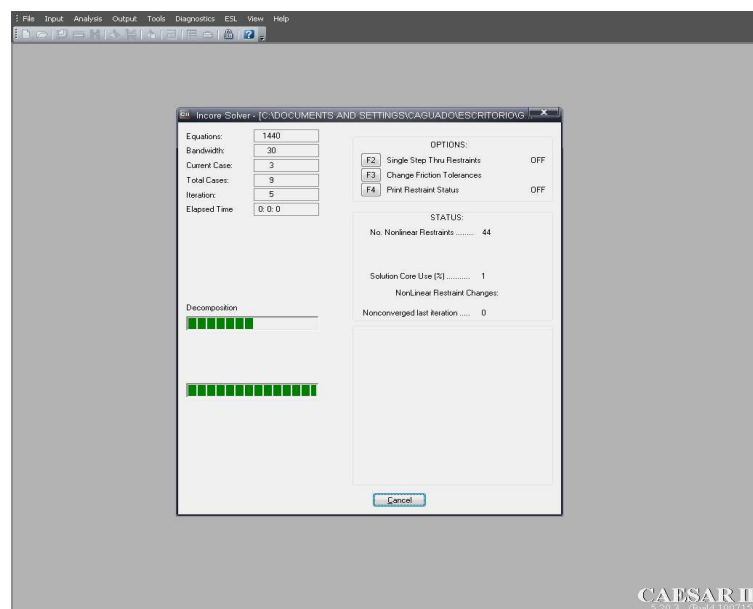 File Input Analysis Output Tools Diagnostics ESL View Help
Incore Solver - [C:\DOCUMENTS AND SETTINGS\CAGUADO\ESCRITORIO\G
Equations: 1440
Bandwidth: 30
Current Case: 3
Total Cases: 9
Iteration: 5
Elapsed Time 0: 0: 0
Decomposition
OPTIONS:
F2 Single Step Thru Restraints OFF
F3 Change Friction Tolerances
F4 Print Restraint Status OFF
STATUS:
No. Nonlinear Restraints ........ 44
Solution Core Use (%) ........... 1
NonLinear Restraint Changes:
Nonconverged last iteration ..... 0
Cancel
CAESAR II